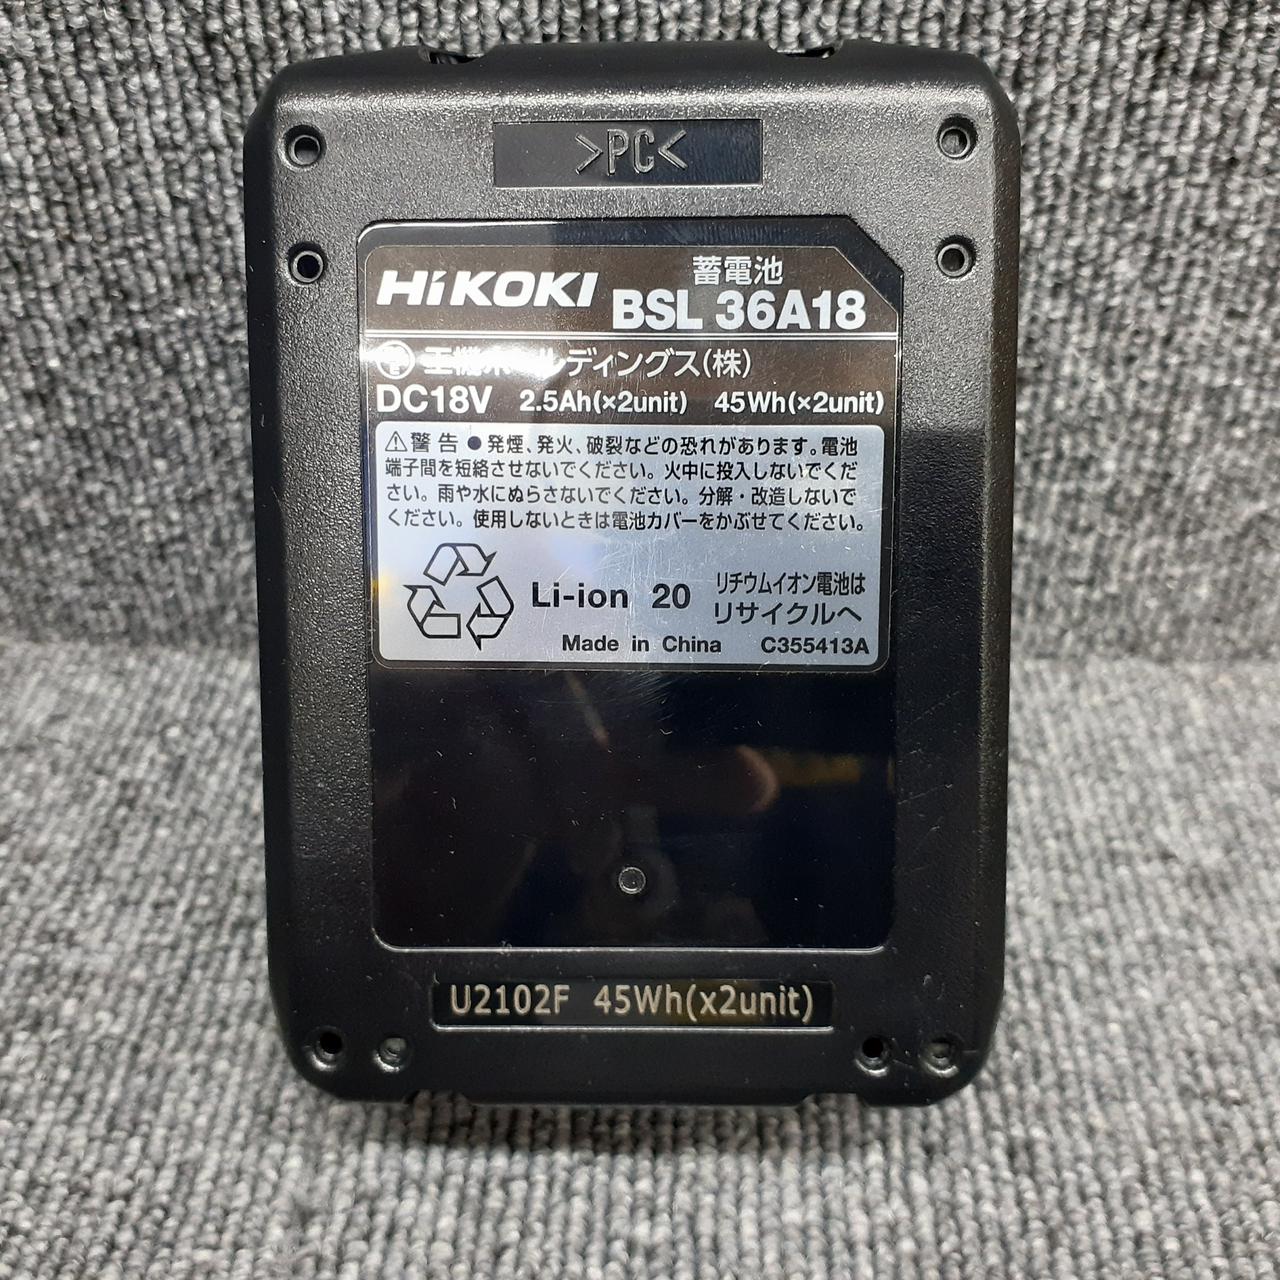 >PC<
HiKOKI
蓄電池
BSL 36A18
工機ホールディングス(株)
DC18V 2.5Ah(×2unit) 45Wh(×2unit)
⚠警告 ●発煙、発火、破裂などの恐れがあります。電池
端子間を短絡させないでください。火中に投入しないでくだ
さい。雨や水にぬらさないでください。分解・改造しないで
ください。使用しないときは電池カバーをかぶせてください。
Li-ion 20
リチウムイオン電池は
リサイクルへ
Made in China C355413A
U2102F 45Wh(x2unit)